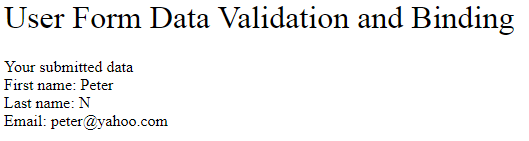 User Form Data Validation and Binding
Your submitted data
First name: Peter
Last name: N
Email: peter@yahoo.com